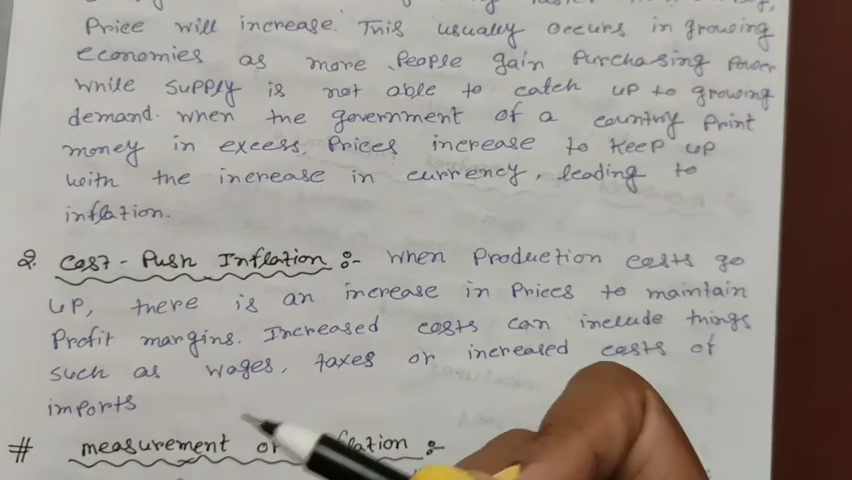 Price will increase. This usually occurs in growing
economies as more People gain Purchasing Power
while supply is not able to catch up to growing
demand. when the government of a country Print
money in excess, Prices increase to keep up
with the increase in currency, leading to
inflation.
2. Cost-Push Inflation :- When Production costs go
up, there is an increase in Prices to maintain
Profit margins. Increased costs can include things
such as wages, taxes or increased costs of
imports
# measurement :-